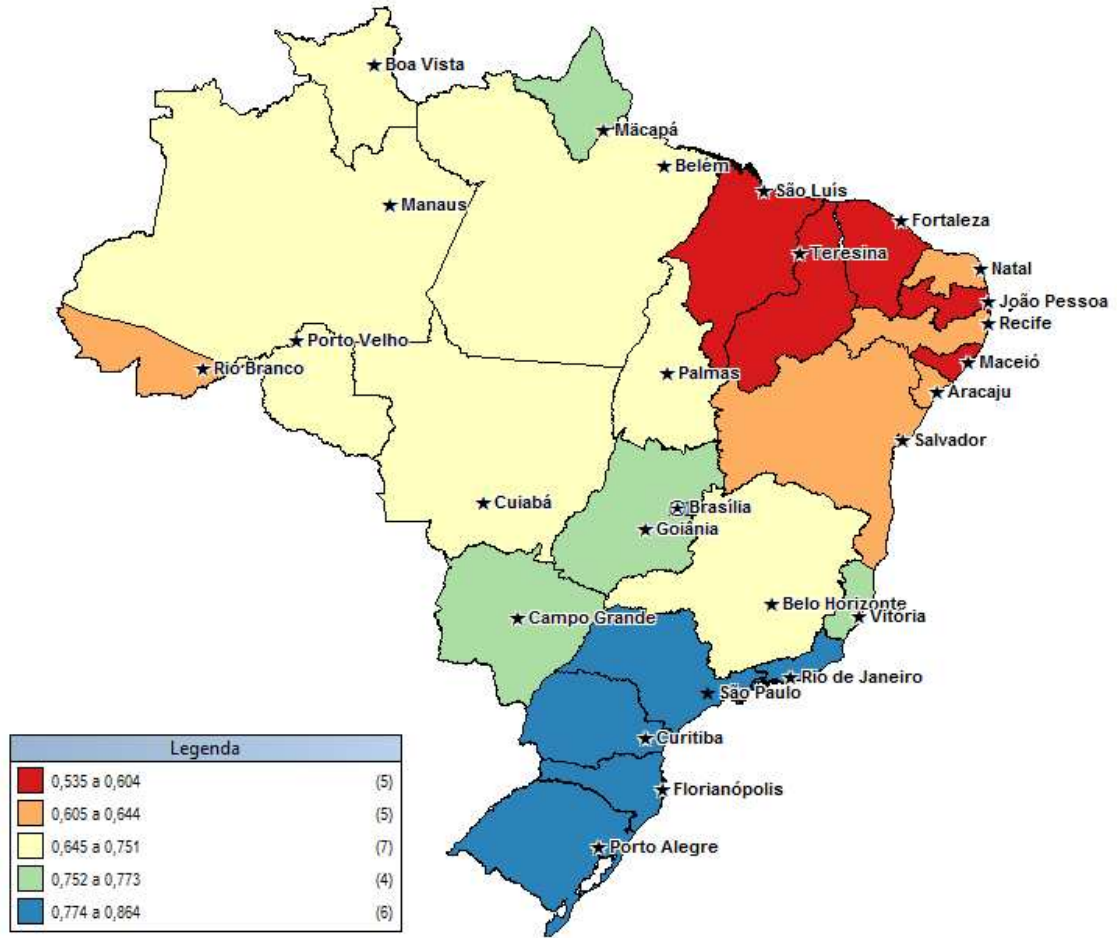 Boa Vista
Mäcapá
Belém
São Luís
Manaus
Fortaleza
Teresina
Natal
João Pessoa
Recife
Porto Velho
Rio Branco
Maceió
Palmas
Aracaju
Salvador
Cuiabá
Brasília
Goiânia
Belo Horizonte
Campo Grande
Vitória
Rio de Janeiro
São Paulo
Curitiba
Florianópolis
Porto Alegre
Legenda
0,535 a 0,604 (5)
0,605 a 0,644 (5)
0,645 a 0,751 (7)
0,752 a 0,773 (4)
0,774 a 0,864 (6)